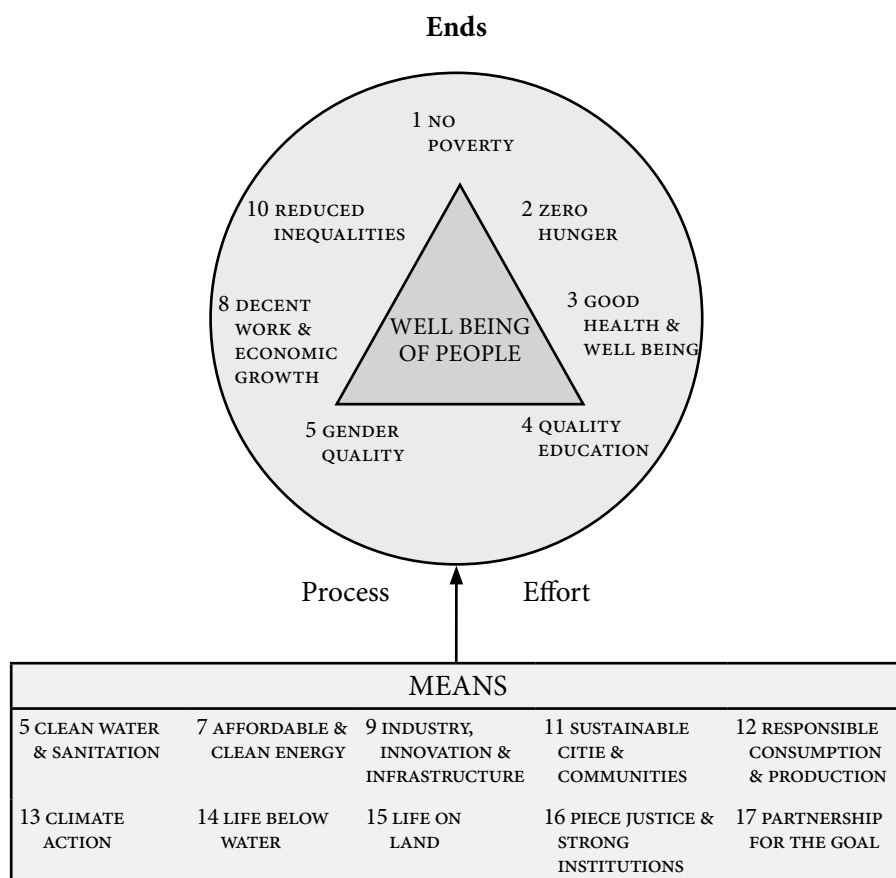 Ends
1 NO
POVERTY
10 REDUCED
INEQUALITIES
2 ZERO
HUNGER
8 DECENT
WORK &
ECONOMIC
GROWTH
WELL BEING
OF PEOPLE
3 GOOD
HEALTH &
WELL BEING
5 GENDER
QUALITY
4 QUALITY
EDUCATION
Process
Effort
MEANS
5 CLEAN WATER
& SANITATION
7 AFFORDABLE &
CLEAN ENERGY
9 INDUSTRY,
INNOVATION &
INFRASTRUCTURE
11 SUSTAINABLE
CITIE &
COMMUNITIES
12 RESPONSIBLE
CONSUMPTION
& PRODUCTION
13 CLIMATE
ACTION
14 LIFE BELOW
WATER
15 LIFE ON
LAND
16 PIECE JUSTICE &
STRONG
INSTITUTIONS
17 PARTNERSHIP
FOR THE GOAL